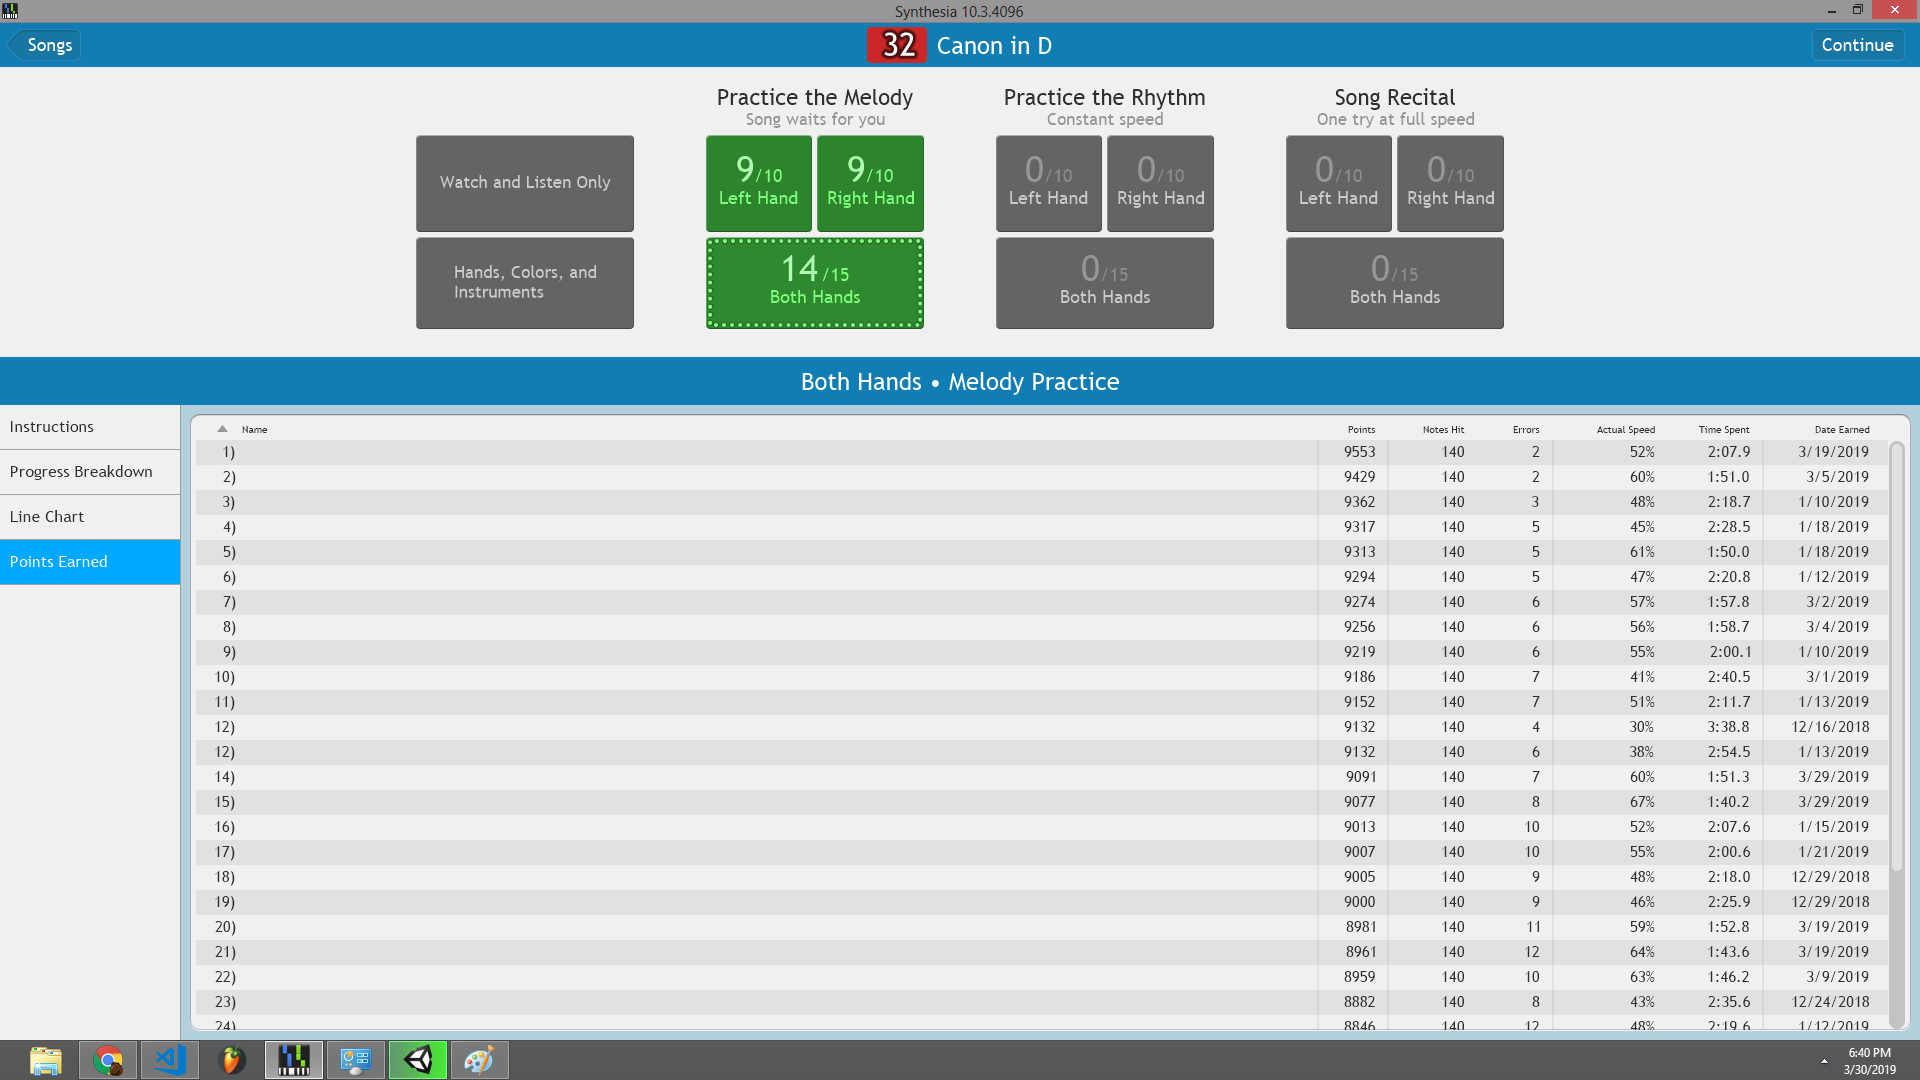 Synthesia 10.3.4096
Songs
32 Canon in D
Continue
Practice the Melody
Song waits for you
Practice the Rhythm
Constant speed
Song Recital
One try at full speed
Watch and Listen Only
9/10 Left Hand
9/10 Right Hand
0/10 Left Hand
0/10 Right Hand
0/10 Left Hand
0/10 Right Hand
Hands, Colors, and
Instruments
14/15 Both Hands
0/15 Both Hands
0/15 Both Hands
Both Hands • Melody Practice
Instructions
Progress Breakdown
Line Chart
Points Earned
Name Points Notes Hit Errors Actual Speed Time Spent Date Earned
1) 9553 140 2 52% 2:07.9 3/19/2019
2) 9429 140 2 60% 1:51.0 3/5/2019
3) 9362 140 3 48% 2:18.7 1/10/2019
4) 9317 140 5 45% 2:28.5 1/18/2019
5) 9313 140 5 61% 1:50.0 1/18/2019
6) 9294 140 5 47% 2:20.8 1/12/2019
7) 9274 140 6 57% 1:57.8 3/2/2019
8) 9256 140 6 56% 1:58.7 3/4/2019
9) 9219 140 6 55% 2:00.1 1/10/2019
10) 9186 140 7 41% 2:40.5 3/1/2019
11) 9152 140 7 51% 2:11.7 1/13/2019
12) 9132 140 4 30% 3:38.8 12/16/2018
12) 9132 140 6 38% 2:54.5 1/13/2019
14) 9091 140 7 60% 1:51.3 3/29/2019
15) 9077 140 8 67% 1:40.2 3/29/2019
16) 9013 140 10 52% 2:07.6 1/15/2019
17) 9007 140 10 55% 2:00.6 1/21/2019
18) 9005 140 9 48% 2:18.0 12/29/2018
19) 9000 140 9 46% 2:25.9 12/29/2018
20) 8981 140 11 59% 1:52.8 3/19/2019
21) 8961 140 12 64% 1:43.6 3/19/2019
22) 8959 140 10 63% 1:46.2 3/9/2019
23) 8882 140 8 43% 2:35.6 12/24/2018
24) 8846 140 12 48% 2:19.6 1/12/2019
6:40 PM
3/30/2019